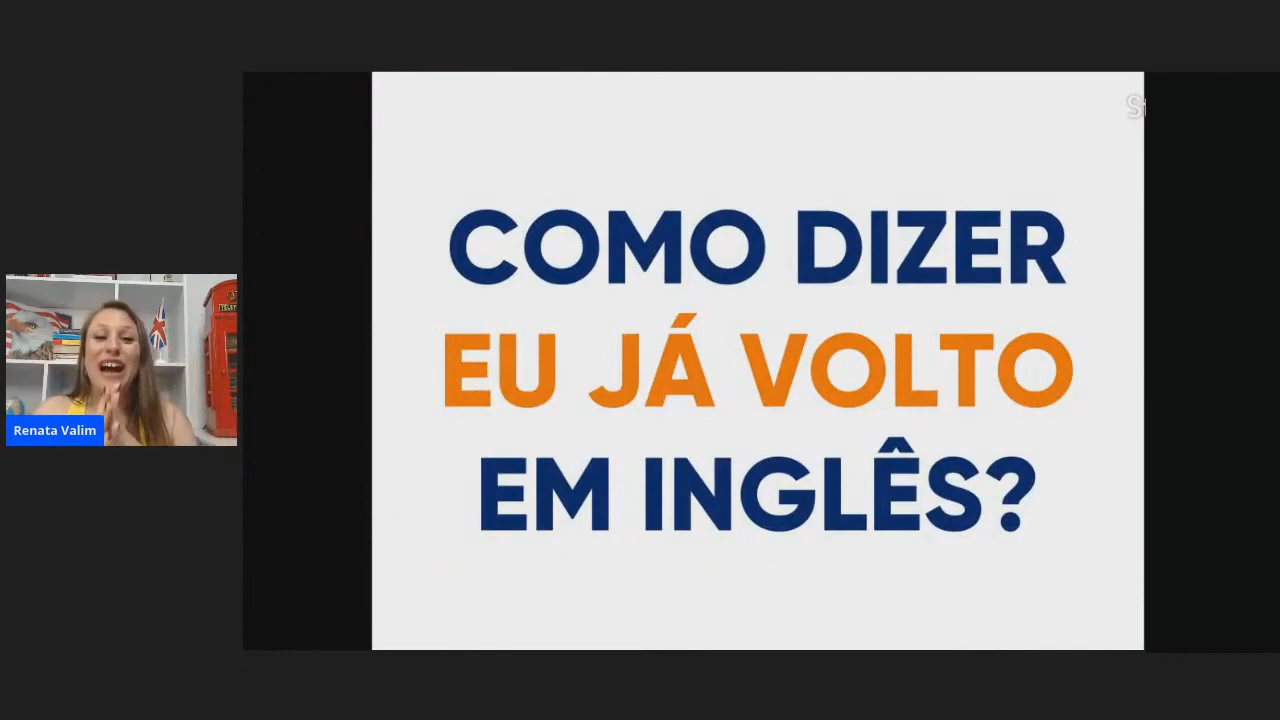 COMO DIZER
EU JÁ VOLTO
EM INGLÊS?
Renata Valim